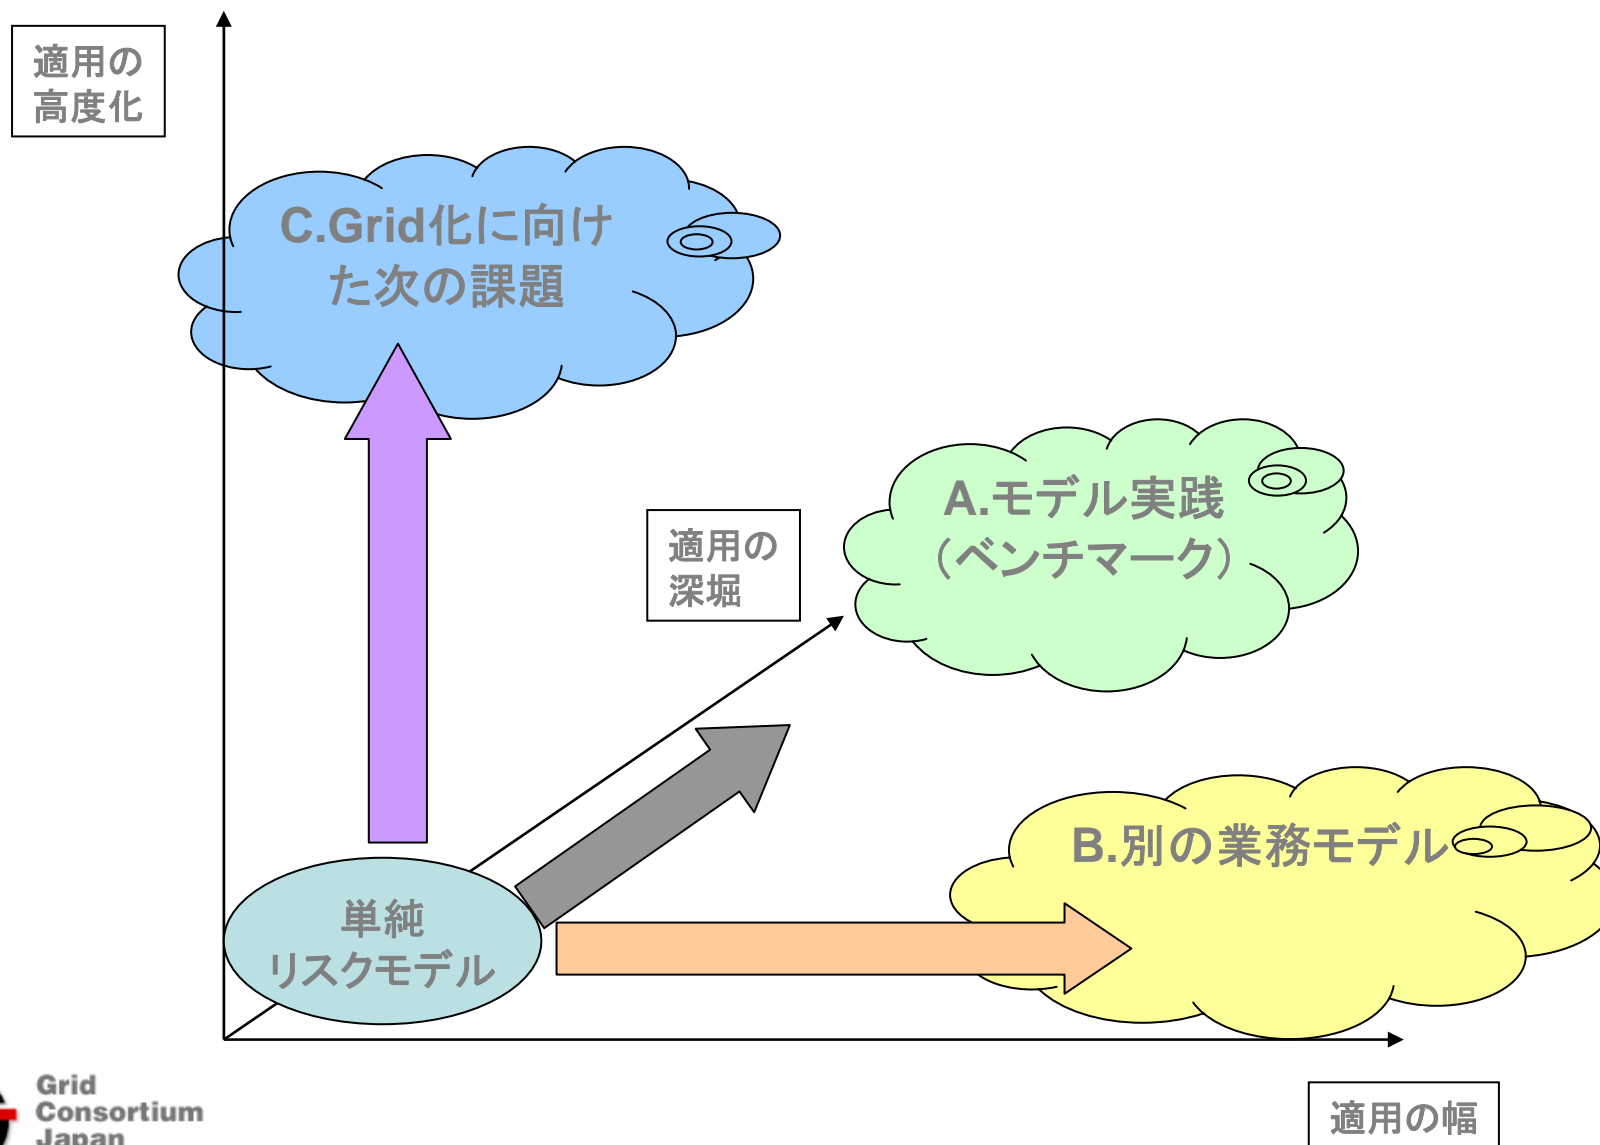 適用の
高度化
C.Grid化に向け
た次の課題
適用の
深堀
A.モデル実践
（ベンチマーク）
B.別の業務モデル
単純
リスクモデル
適用の幅
Grid
Consortium
Japan